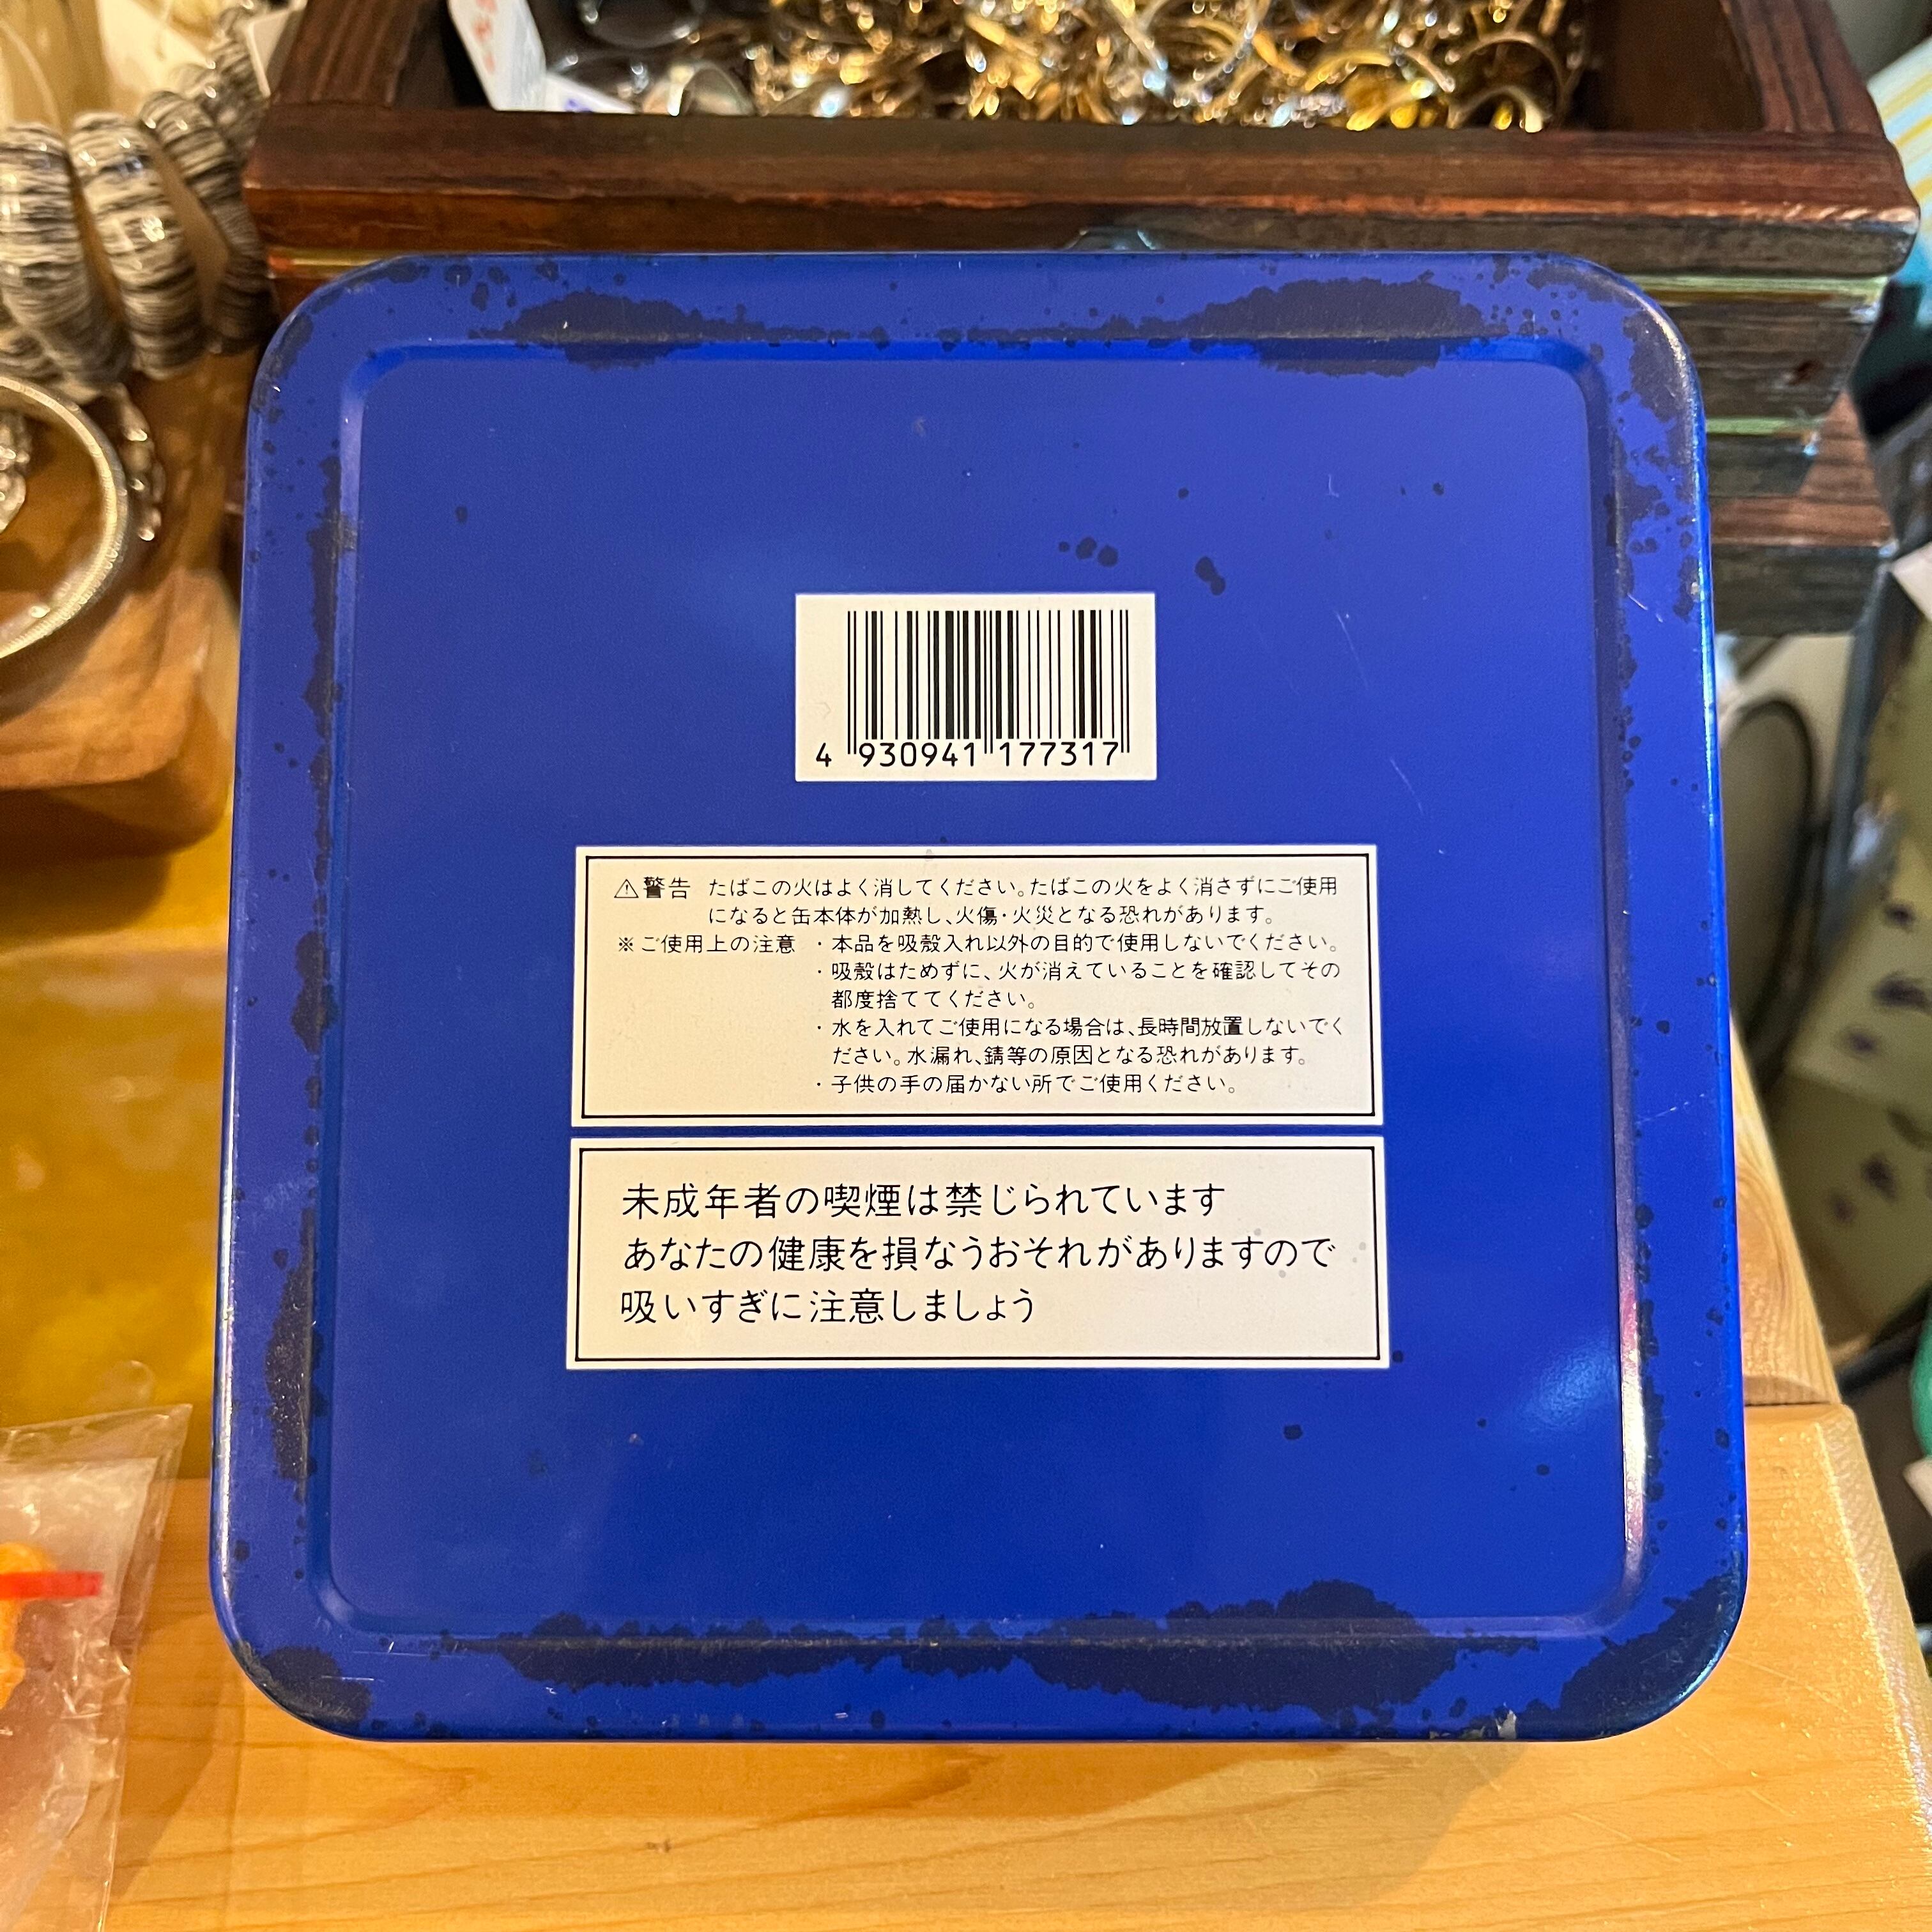 4 930941 177317
⚠警告 たばこの火はよく消してください。たばこの火をよく消さずにご使用
になると缶本体が加熱し、火傷・火災となる恐れがあります。
※ご使用上の注意 ・本品を吸殻入れ以外の目的で使用しないでください。
・吸殻はためずに、火が消えていることを確認してその
都度捨ててください。
・水を入れてご使用になる場合は、長時間放置しないでく
ださい。水漏れ、錆等の原因となる恐れがあります。
・子供の手の届かない所でご使用ください。
未成年者の喫煙は禁じられています
あなたの健康を損なうおそれがありますので
吸いすぎに注意しましょう